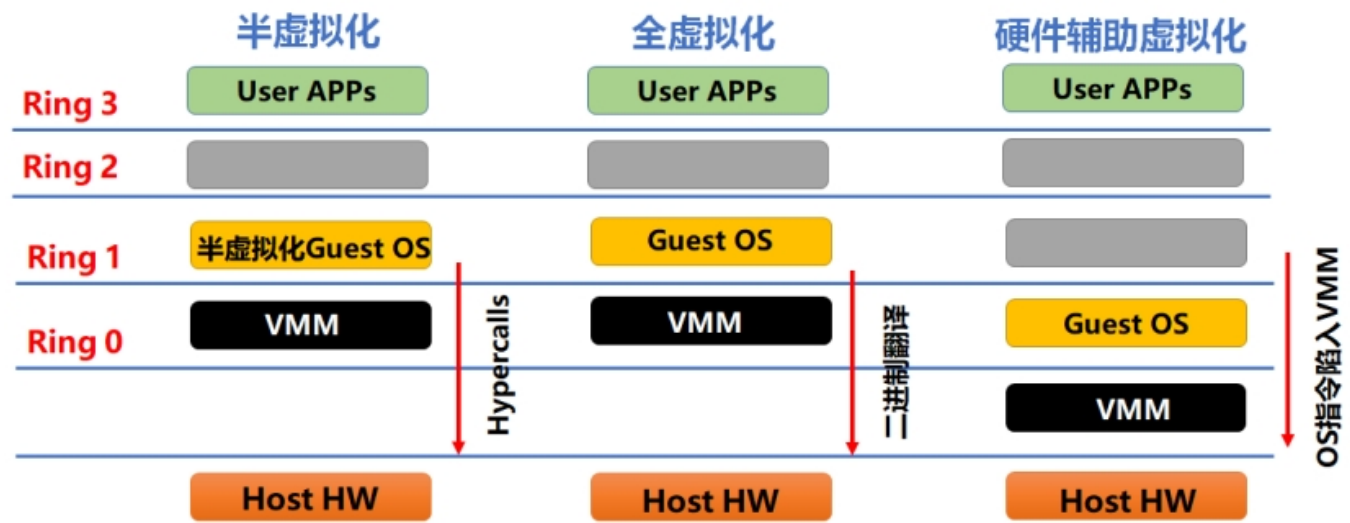 半虚拟化
全虚拟化
硬件辅助虚拟化
Ring 3
User APPs
User APPs
User APPs
Ring 2
Ring 1
半虚拟化Guest OS
Guest OS
Ring 0
VMM
VMM
Guest OS
VMM
Hypercalls
二进制翻译
OS指令陷入VMM
Host HW
Host HW
Host HW